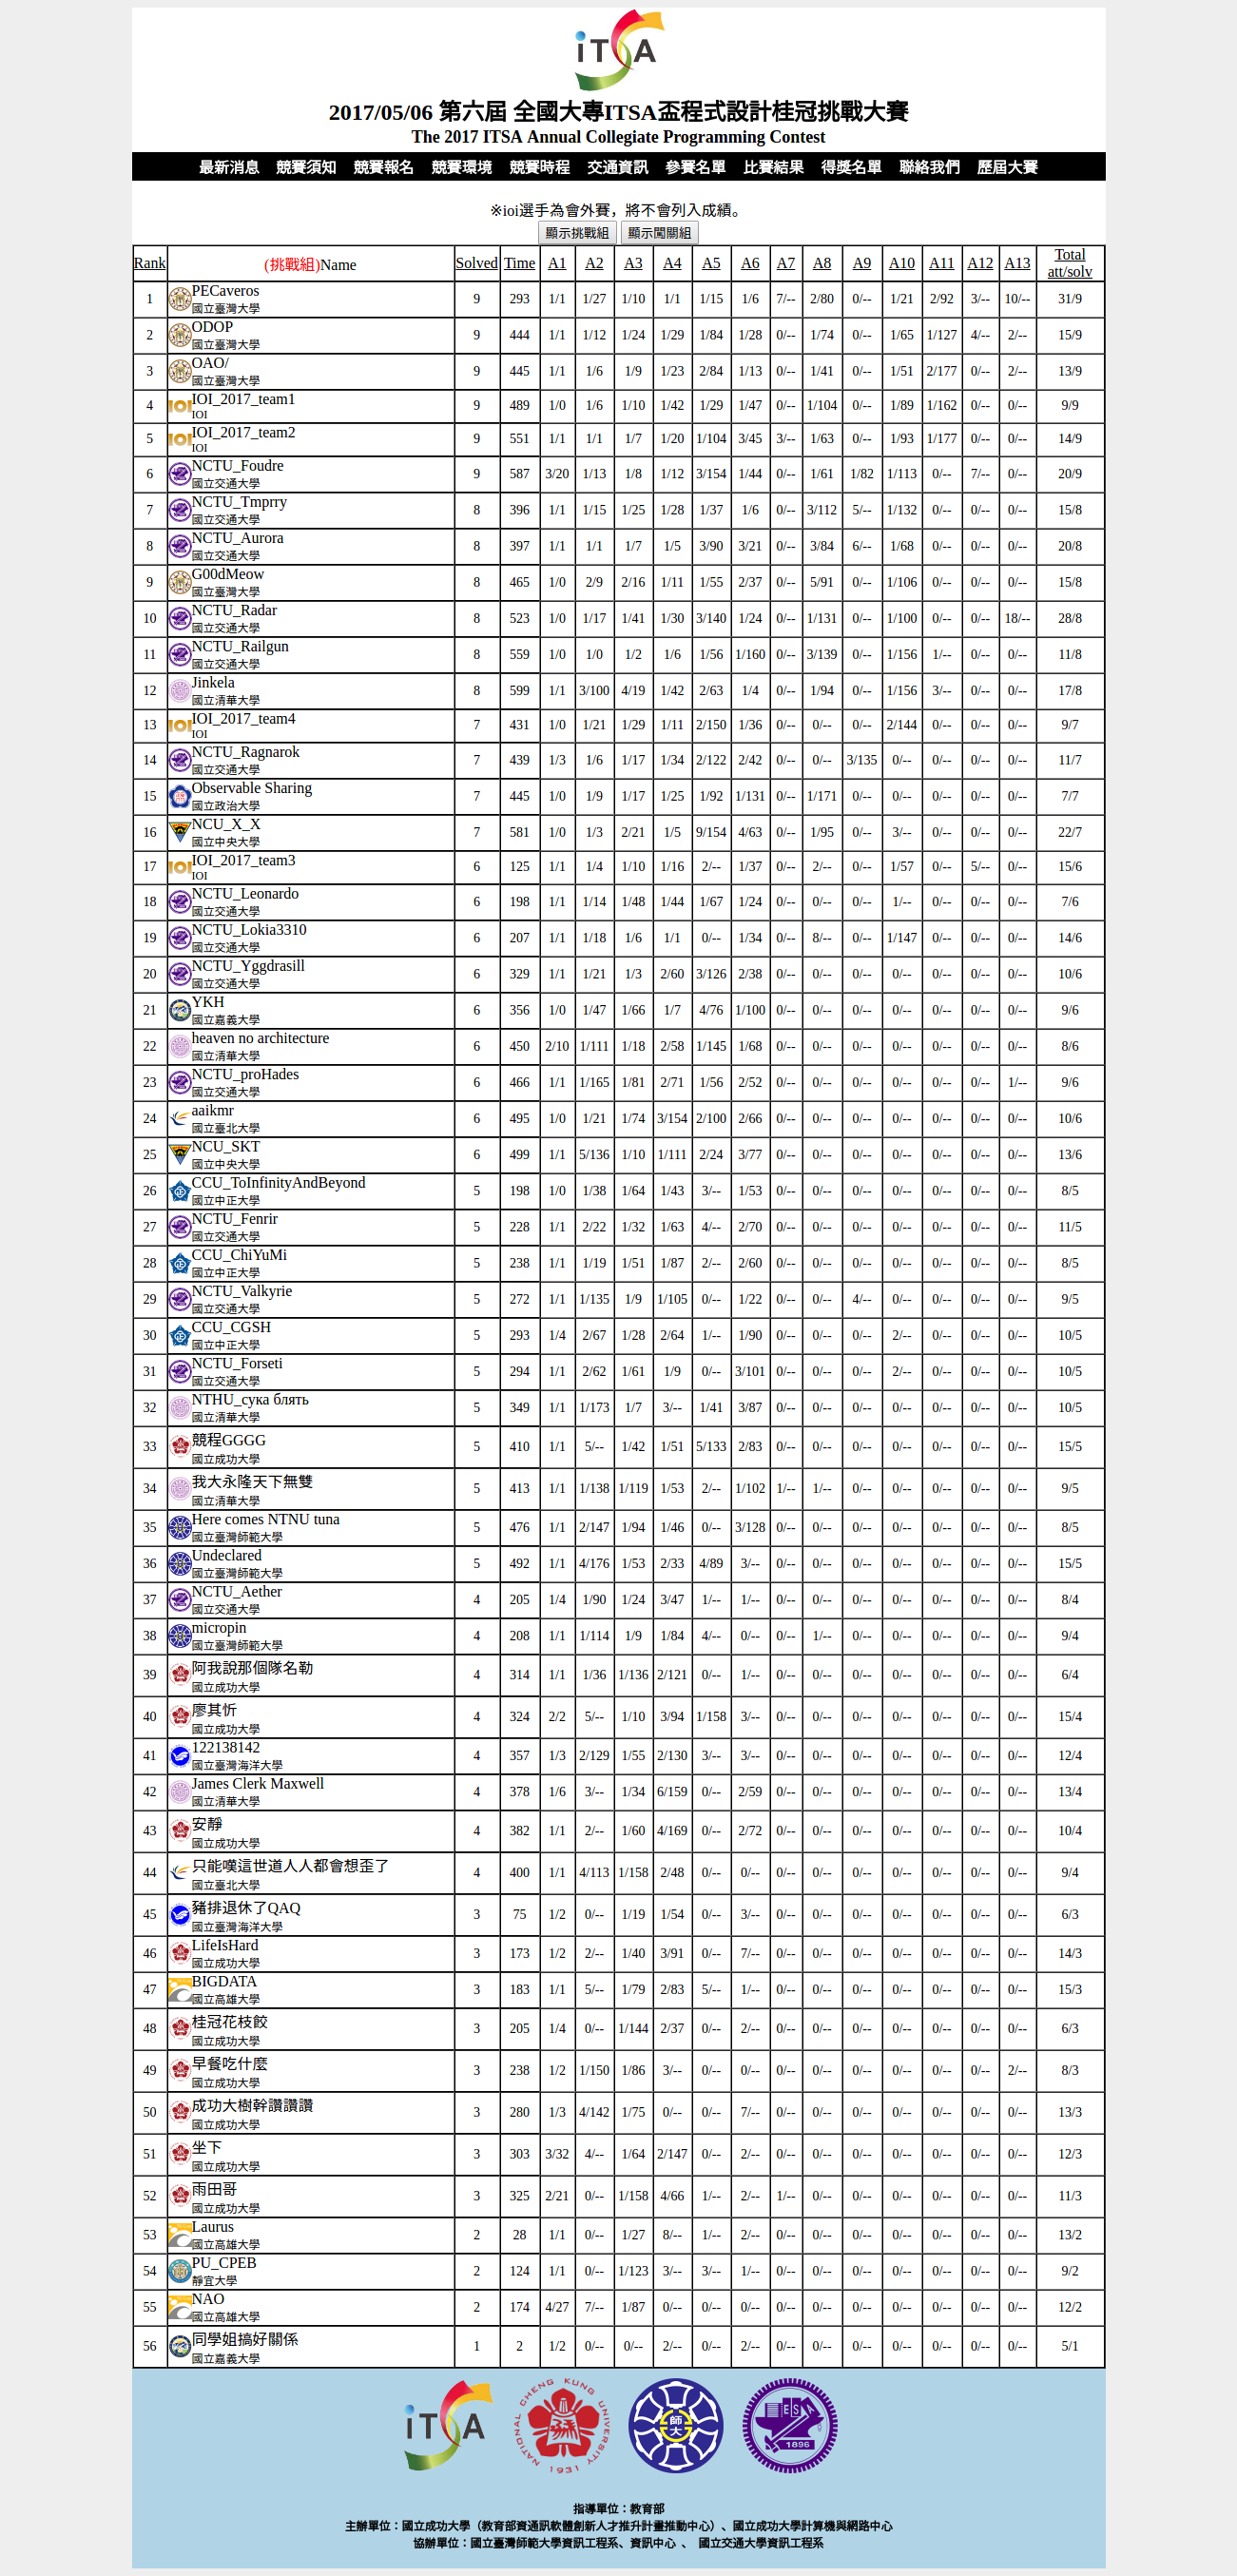 iTSA
2017/05/06 第六屆 全國大專ITSA盃程式設計桂冠挑戰大賽
The 2017 ITSA Annual Collegiate Programming Contest
最新消息 競賽須知 競賽報名 競賽環境 競賽時程 交通資訊 參賽名單 比賽結果 得獎名單 聯絡我們 歷屆大賽
※ioi選手為會外賽，將不會列入成績。
顯示挑戰組 顯示闖關組
Rank (挑戰組)Name Solved Time A1 A2 A3 A4 A5 A6 A7 A8 A9 A10 A11 A12 A13 Total att/solv
1 PECaveros 國立臺灣大學 9 293 1/1 1/27 1/10 1/1 1/15 1/6 7/-- 2/80 0/-- 1/21 2/92 3/-- 10/-- 31/9
2 ODOP 國立臺灣大學 9 444 1/1 1/12 1/24 1/29 1/84 1/28 0/-- 1/74 0/-- 1/65 1/127 4/-- 2/-- 15/9
3 OAO/ 國立臺灣大學 9 445 1/1 1/6 1/9 1/23 2/84 1/13 0/-- 1/41 0/-- 1/51 2/177 0/-- 2/-- 13/9
4 IOI_2017_team1 IOI 9 489 1/0 1/6 1/10 1/42 1/29 1/47 0/-- 1/104 0/-- 1/89 1/162 0/-- 0/-- 9/9
5 IOI_2017_team2 IOI 9 551 1/1 1/1 1/7 1/20 1/104 3/45 3/-- 1/63 0/-- 1/93 1/177 0/-- 0/-- 14/9
6 NCTU_Foudre 國立交通大學 9 587 3/20 1/13 1/8 1/12 3/154 1/44 0/-- 1/61 1/82 1/113 0/-- 7/-- 0/-- 20/9
7 NCTU_Tmprry 國立交通大學 8 396 1/1 1/15 1/25 1/28 1/37 1/6 0/-- 3/112 5/-- 1/132 0/-- 0/-- 0/-- 15/8
8 NCTU_Aurora 國立交通大學 8 397 1/1 1/1 1/7 1/5 3/90 3/21 0/-- 3/84 6/-- 1/68 0/-- 0/-- 0/-- 20/8
9 G00dMeow 國立臺灣大學 8 465 1/0 2/9 2/16 1/11 1/55 2/37 0/-- 5/91 0/-- 1/106 0/-- 0/-- 0/-- 15/8
10 NCTU_Radar 國立交通大學 8 523 1/0 1/17 1/41 1/30 3/140 1/24 0/-- 1/131 0/-- 1/100 0/-- 0/-- 18/-- 28/8
11 NCTU_Railgun 國立交通大學 8 559 1/0 1/0 1/2 1/6 1/56 1/160 0/-- 3/139 0/-- 1/156 1/-- 0/-- 0/-- 11/8
12 Jinkela 國立清華大學 8 599 1/1 3/100 4/19 1/42 2/63 1/4 0/-- 1/94 0/-- 1/156 3/-- 0/-- 0/-- 17/8
13 IOI_2017_team4 IOI 7 431 1/0 1/21 1/29 1/11 2/150 1/36 0/-- 0/-- 0/-- 2/144 0/-- 0/-- 0/-- 9/7
14 NCTU_Ragnarok 國立交通大學 7 439 1/3 1/6 1/17 1/34 2/122 2/42 0/-- 0/-- 3/135 0/-- 0/-- 0/-- 0/-- 11/7
15 Observable Sharing 國立政治大學 7 445 1/0 1/9 1/17 1/25 1/92 1/131 0/-- 1/171 0/-- 0/-- 0/-- 0/-- 0/-- 7/7
16 NCU_X_X 國立中央大學 7 581 1/0 1/3 2/21 1/5 9/154 4/63 0/-- 1/95 0/-- 3/-- 0/-- 0/-- 0/-- 22/7
17 IOI_2017_team3 IOI 6 125 1/1 1/4 1/10 1/16 2/-- 1/37 0/-- 2/-- 0/-- 1/57 0/-- 5/-- 0/-- 15/6
18 NCTU_Leonardo 國立交通大學 6 198 1/1 1/14 1/48 1/44 1/67 1/24 0/-- 0/-- 0/-- 1/-- 0/-- 0/-- 0/-- 7/6
19 NCTU_Lokia3310 國立交通大學 6 207 1/1 1/18 1/6 1/1 0/-- 1/34 0/-- 8/-- 0/-- 1/147 0/-- 0/-- 0/-- 14/6
20 NCTU_Yggdrasill 國立交通大學 6 329 1/1 1/21 1/3 2/60 3/126 2/38 0/-- 0/-- 0/-- 0/-- 0/-- 0/-- 0/-- 10/6
21 YKH 國立嘉義大學 6 356 1/0 1/47 1/66 1/7 4/76 1/100 0/-- 0/-- 0/-- 0/-- 0/-- 0/-- 0/-- 9/6
22 heaven no architecture 國立清華大學 6 450 2/10 1/111 1/18 2/58 1/145 1/68 0/-- 0/-- 0/-- 0/-- 0/-- 0/-- 0/-- 8/6
23 NCTU_proHades 國立交通大學 6 466 1/1 1/165 1/81 2/71 1/56 2/52 0/-- 0/-- 0/-- 0/-- 0/-- 0/-- 1/-- 9/6
24 aaikmr 國立臺北大學 6 495 1/0 1/21 1/74 3/154 2/100 2/66 0/-- 0/-- 0/-- 0/-- 0/-- 0/-- 0/-- 10/6
25 NCU_SKT 國立中央大學 6 499 1/1 5/136 1/10 1/111 2/24 3/77 0/-- 0/-- 0/-- 0/-- 0/-- 0/-- 0/-- 13/6
26 CCU_ToInfinityAndBeyond 國立中正大學 5 198 1/0 1/38 1/64 1/43 3/-- 1/53 0/-- 0/-- 0/-- 0/-- 0/-- 0/-- 0/-- 8/5
27 NCTU_Fenrir 國立交通大學 5 228 1/1 2/22 1/32 1/63 4/-- 2/70 0/-- 0/-- 0/-- 0/-- 0/-- 0/-- 0/-- 11/5
28 CCU_ChiYuMi 國立中正大學 5 238 1/1 1/19 1/51 1/87 2/-- 2/60 0/-- 0/-- 0/-- 0/-- 0/-- 0/-- 0/-- 8/5
29 NCTU_Valkyrie 國立交通大學 5 272 1/1 1/135 1/9 1/105 0/-- 1/22 0/-- 0/-- 4/-- 0/-- 0/-- 0/-- 0/-- 9/5
30 CCU_CGSH 國立中正大學 5 293 1/4 2/67 1/28 2/64 1/-- 1/90 0/-- 0/-- 0/-- 2/-- 0/-- 0/-- 0/-- 10/5
31 NCTU_Forseti 國立交通大學 5 294 1/1 2/62 1/61 1/9 0/-- 3/101 0/-- 0/-- 0/-- 2/-- 0/-- 0/-- 0/-- 10/5
32 NTHU_сука блять 國立清華大學 5 349 1/1 1/173 1/7 3/-- 1/41 3/87 0/-- 0/-- 0/-- 0/-- 0/-- 0/-- 0/-- 10/5
33 競程GGGG 國立成功大學 5 410 1/1 5/-- 1/42 1/51 5/133 2/83 0/-- 0/-- 0/-- 0/-- 0/-- 0/-- 0/-- 15/5
34 我大永隆天下無雙 國立清華大學 5 413 1/1 1/138 1/119 1/53 2/-- 1/102 1/-- 1/-- 0/-- 0/-- 0/-- 0/-- 0/-- 9/5
35 Here comes NTNU tuna 國立臺灣師範大學 5 476 1/1 2/147 1/94 1/46 0/-- 3/128 0/-- 0/-- 0/-- 0/-- 0/-- 0/-- 0/-- 8/5
36 Undeclared 國立臺灣師範大學 5 492 1/1 4/176 1/53 2/33 4/89 3/-- 0/-- 0/-- 0/-- 0/-- 0/-- 0/-- 0/-- 15/5
37 NCTU_Aether 國立交通大學 4 205 1/4 1/90 1/24 3/47 1/-- 1/-- 0/-- 0/-- 0/-- 0/-- 0/-- 0/-- 0/-- 8/4
38 micropin 國立臺灣師範大學 4 208 1/1 1/114 1/9 1/84 4/-- 0/-- 0/-- 1/-- 0/-- 0/-- 0/-- 0/-- 0/-- 9/4
39 阿我說那個隊名勒 國立成功大學 4 314 1/1 1/36 1/136 2/121 0/-- 1/-- 0/-- 0/-- 0/-- 0/-- 0/-- 0/-- 0/-- 6/4
40 廖其忻 國立成功大學 4 324 2/2 5/-- 1/10 3/94 1/158 3/-- 0/-- 0/-- 0/-- 0/-- 0/-- 0/-- 0/-- 15/4
41 122138142 國立臺灣海洋大學 4 357 1/3 2/129 1/55 2/130 3/-- 3/-- 0/-- 0/-- 0/-- 0/-- 0/-- 0/-- 0/-- 12/4
42 James Clerk Maxwell 國立清華大學 4 378 1/6 3/-- 1/34 6/159 0/-- 2/59 0/-- 0/-- 0/-- 0/-- 0/-- 0/-- 0/-- 13/4
43 安靜 國立成功大學 4 382 1/1 2/-- 1/60 4/169 0/-- 2/72 0/-- 0/-- 0/-- 0/-- 0/-- 0/-- 0/-- 10/4
44 只能嘆這世道人人都會想歪了 國立臺北大學 4 400 1/1 4/113 1/158 2/48 0/-- 0/-- 0/-- 0/-- 0/-- 0/-- 0/-- 0/-- 0/-- 9/4
45 豬排退休了QAQ 國立臺灣海洋大學 3 75 1/2 0/-- 1/19 1/54 0/-- 3/-- 0/-- 0/-- 0/-- 0/-- 0/-- 0/-- 0/-- 6/3
46 LifeIsHard 國立成功大學 3 173 1/2 2/-- 1/40 3/91 0/-- 7/-- 0/-- 0/-- 0/-- 0/-- 0/-- 0/-- 0/-- 14/3
47 BIGDATA 國立高雄大學 3 183 1/1 5/-- 1/79 2/83 5/-- 1/-- 0/-- 0/-- 0/-- 0/-- 0/-- 0/-- 0/-- 15/3
48 桂冠花枝餃 國立成功大學 3 205 1/4 0/-- 1/144 2/37 0/-- 2/-- 0/-- 0/-- 0/-- 0/-- 0/-- 0/-- 0/-- 6/3
49 早餐吃什麼 國立成功大學 3 238 1/2 1/150 1/86 3/-- 0/-- 0/-- 0/-- 0/-- 0/-- 0/-- 0/-- 0/-- 2/-- 8/3
50 成功大樹幹讚讚讚 國立成功大學 3 280 1/3 4/142 1/75 0/-- 0/-- 7/-- 0/-- 0/-- 0/-- 0/-- 0/-- 0/-- 0/-- 13/3
51 坐下 國立成功大學 3 303 3/32 4/-- 1/64 2/147 0/-- 2/-- 0/-- 0/-- 0/-- 0/-- 0/-- 0/-- 0/-- 12/3
52 雨田哥 國立成功大學 3 325 2/21 0/-- 1/158 4/66 1/-- 2/-- 1/-- 0/-- 0/-- 0/-- 0/-- 0/-- 0/-- 11/3
53 Laurus 國立高雄大學 2 28 1/1 0/-- 1/27 8/-- 1/-- 2/-- 0/-- 0/-- 0/-- 0/-- 0/-- 0/-- 0/-- 13/2
54 PU_CPEB 靜宜大學 2 124 1/1 0/-- 1/123 3/-- 3/-- 1/-- 0/-- 0/-- 0/-- 0/-- 0/-- 0/-- 0/-- 9/2
55 NAO 國立高雄大學 2 174 4/27 7/-- 1/87 0/-- 0/-- 0/-- 0/-- 0/-- 0/-- 0/-- 0/-- 0/-- 0/-- 12/2
56 同學姐搞好關係 國立嘉義大學 1 2 1/2 0/-- 0/-- 2/-- 0/-- 2/-- 0/-- 0/-- 0/-- 0/-- 0/-- 0/-- 0/-- 5/1
iTSA
NATIONAL CHENG KUNG UNIVERSITY 1931
師大
ES 1896
指導單位：教育部
主辦單位：國立成功大學（教育部資通訊軟體創新人才推升計畫推動中心）、國立成功大學計算機與網路中心
協辦單位：國立臺灣師範大學資訊工程系、資訊中心 、 國立交通大學資訊工程系